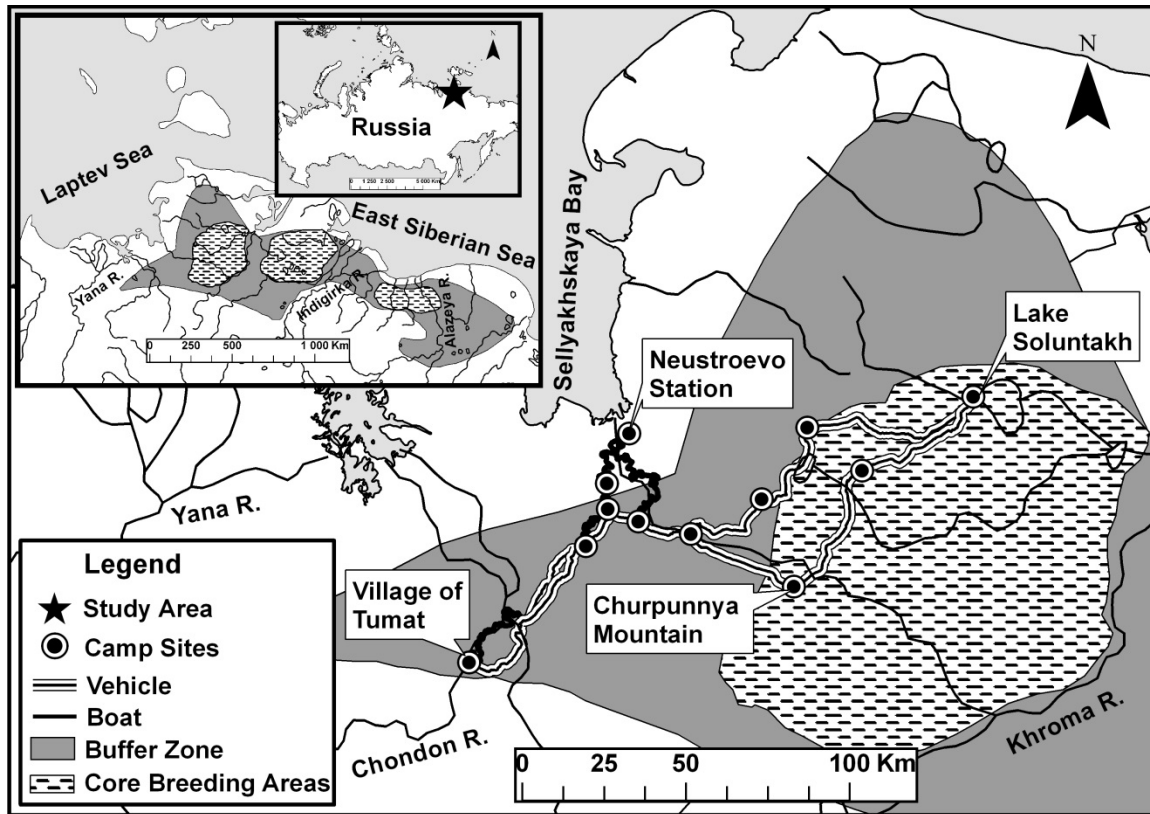 N
Russia
0 1 250 2 500 5 000 Km
Laptev Sea
East Siberian Sea
Yana R.
Indigirka R.
Alazeya R.
0 250 500 1 000 Km
N
Sellyakhskaya Bay
Lake
Soluntakh
Neustroevo
Station
Yana R.
Village of
Tumat
Churpunnya
Mountain
Khroma R.
Chondon R.
Legend
Study Area
Camp Sites
Vehicle
Boat
Buffer Zone
Core Breeding Areas
0 25 50 100 Km